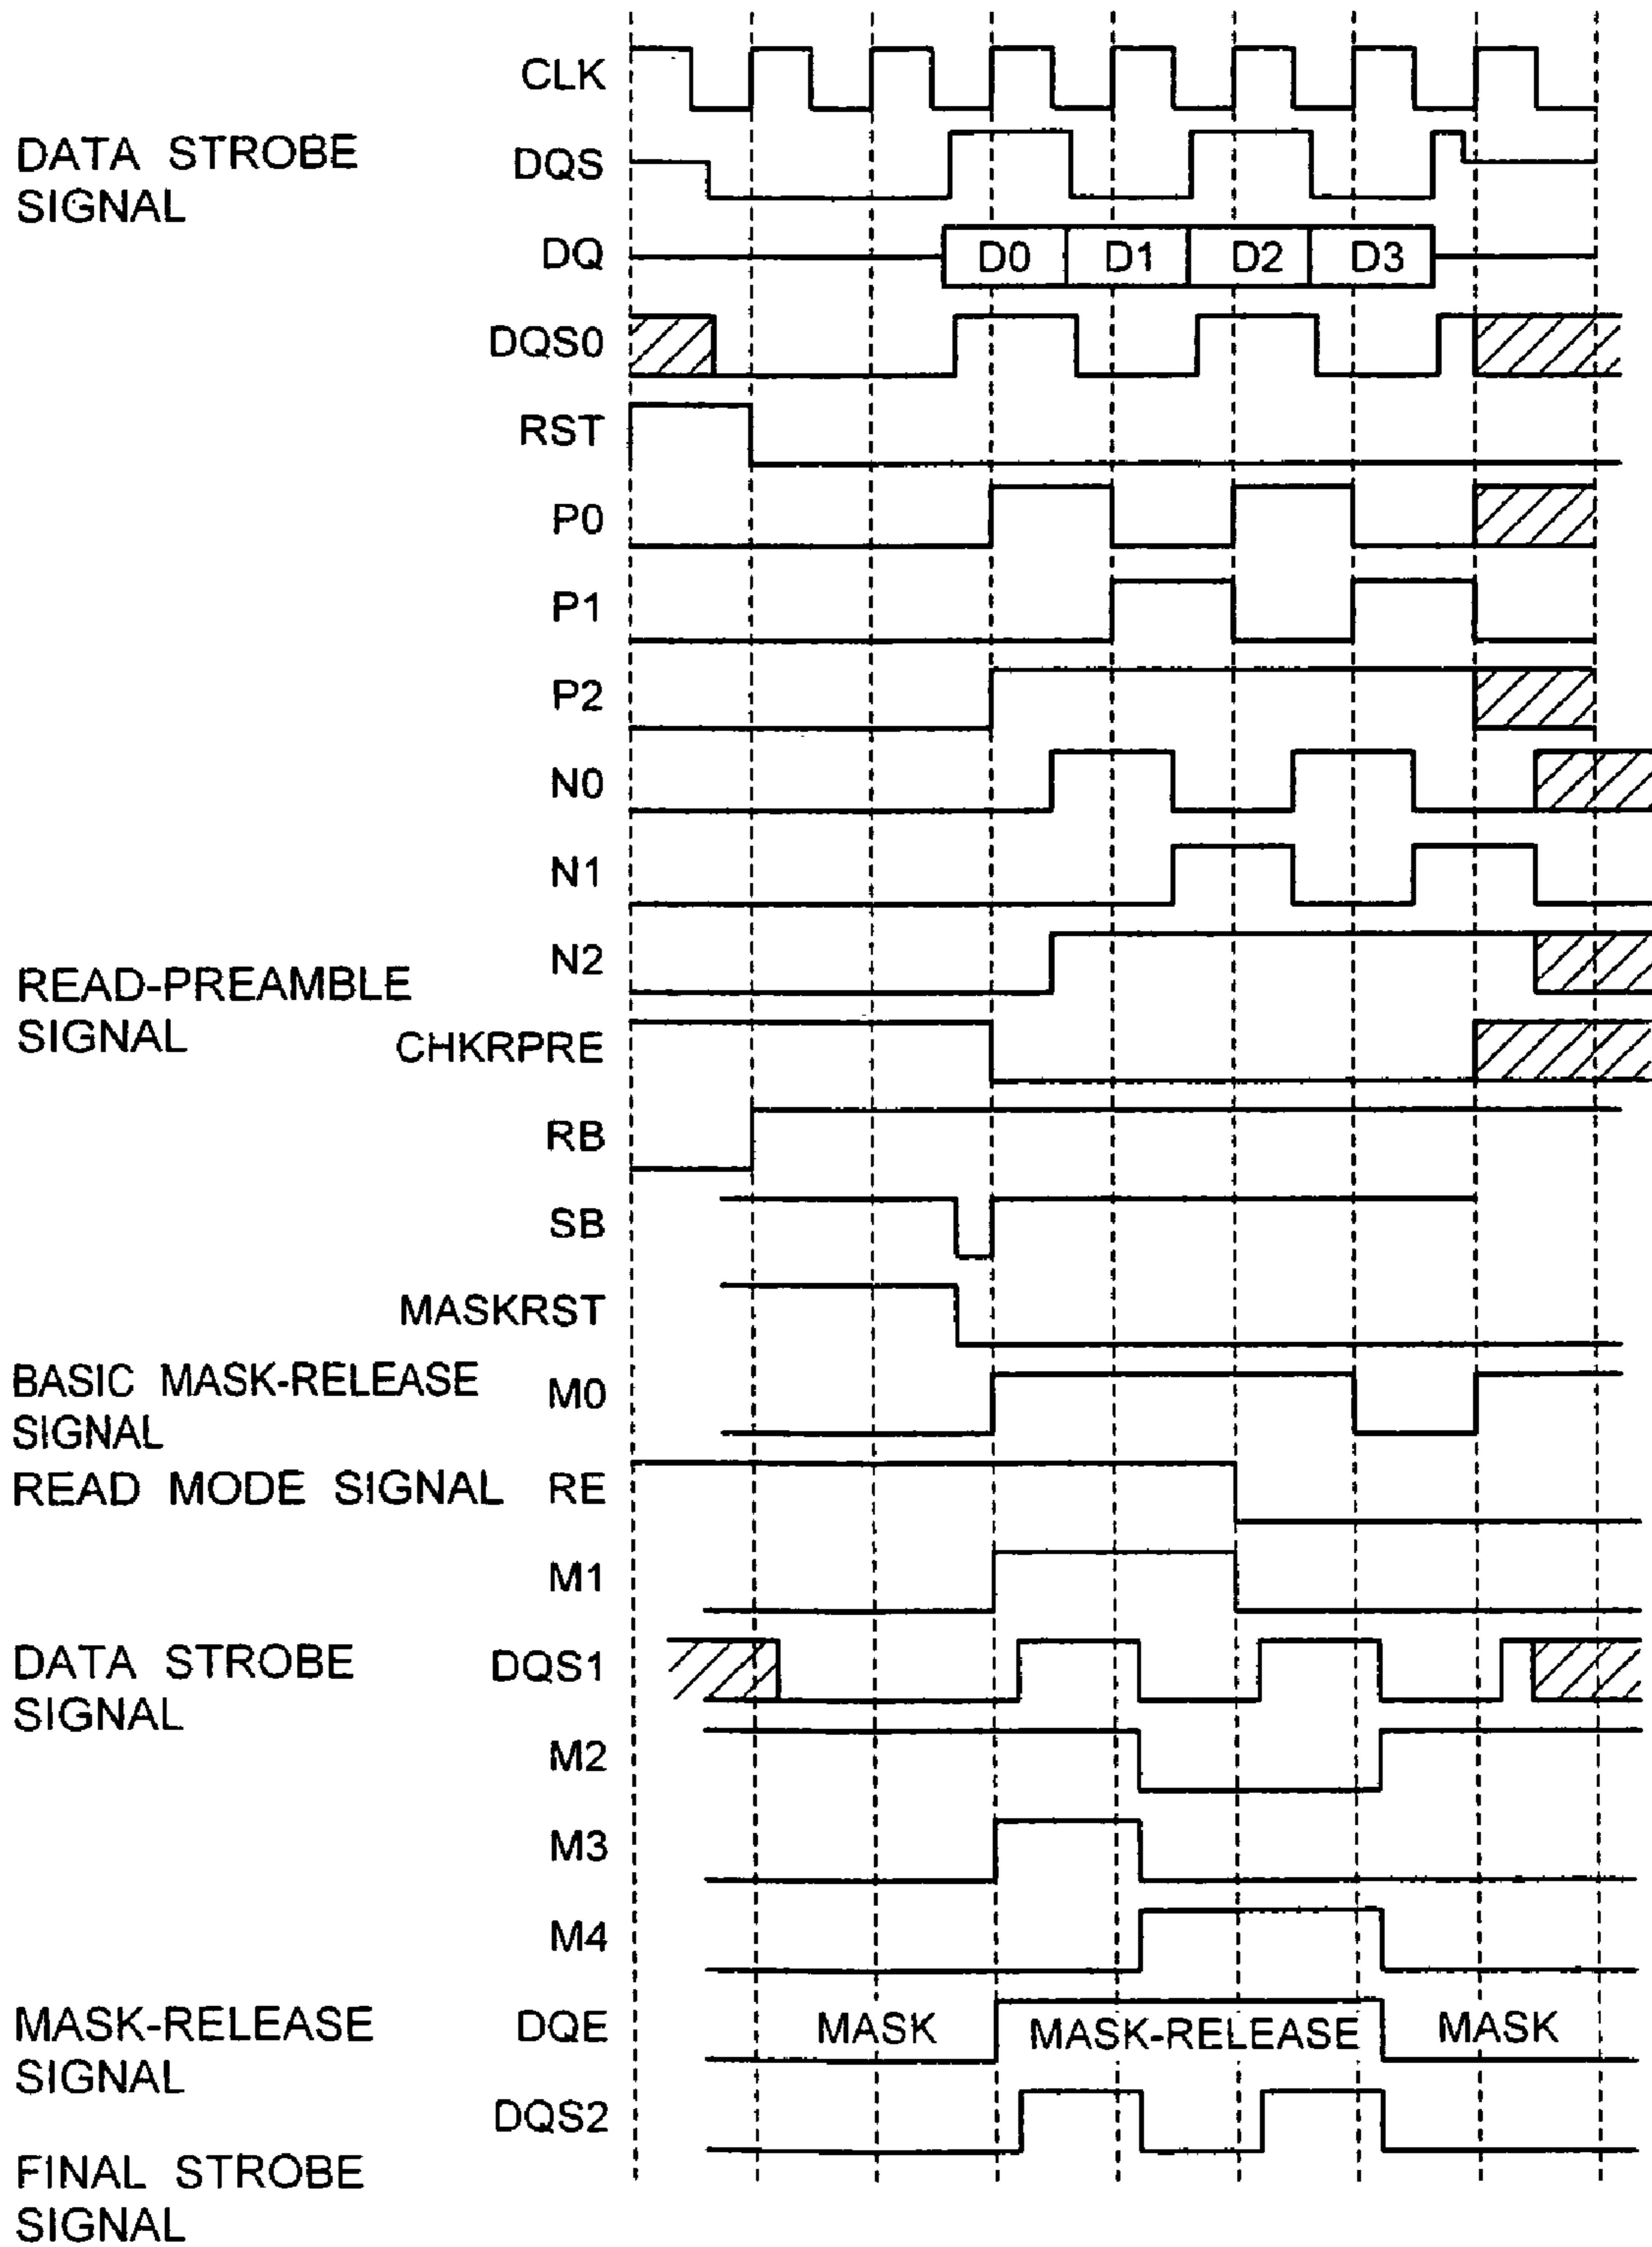 CLK
DATA STROBE
SIGNAL
DQS
DQ
D0 D1 D2 D3
DQS0
RST
P0
P1
P2
N0
N1
N2
READ-PREAMBLE
SIGNAL
CHKRPRE
RB
SB
MASKRST
BASIC MASK-RELEASE
SIGNAL
M0
READ MODE SIGNAL RE
M1
DATA STROBE
SIGNAL
DQS1
M2
M3
M4
MASK-RELEASE
SIGNAL
DQE
MASK MASK-RELEASE MASK
DQS2
FINAL STROBE
SIGNAL